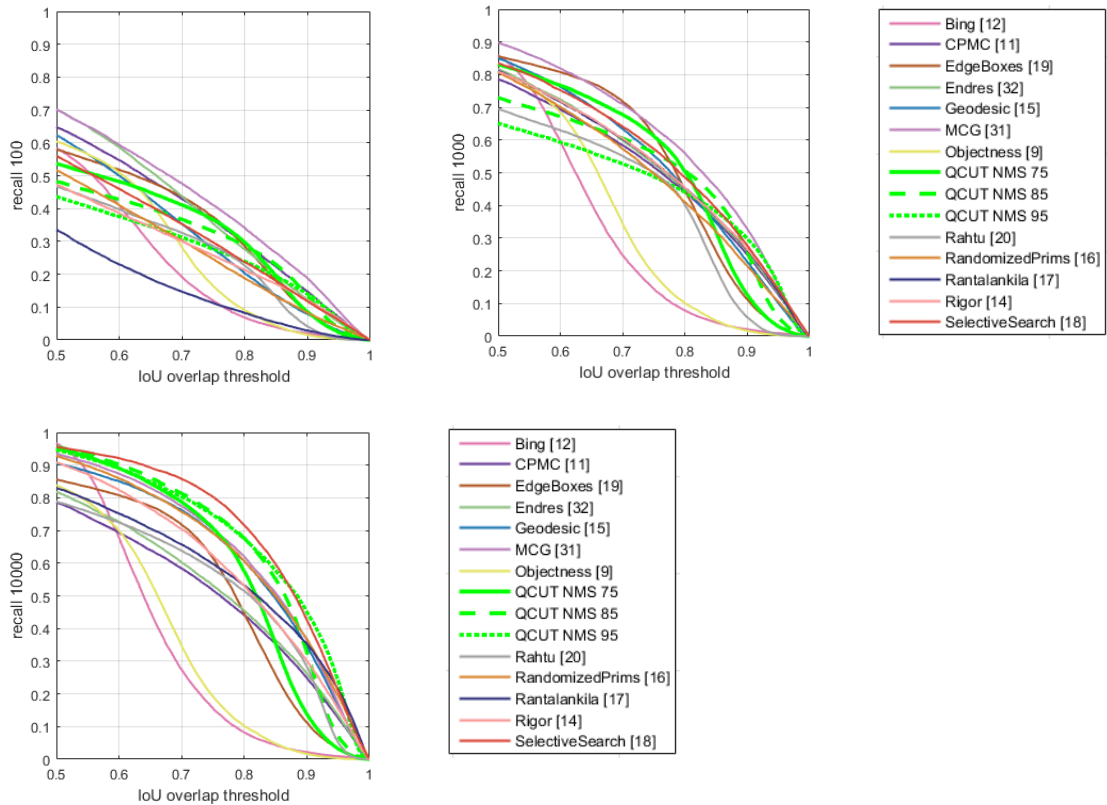 1
0.9
0.8
0.7
0.6
0.5
0.4
0.3
0.2
0.1
0
recall 100
0.5 0.6 0.7 0.8 0.9 1
IoU overlap threshold
1
0.9
0.8
0.7
0.6
0.5
0.4
0.3
0.2
0.1
0
recall 1000
0.5 0.6 0.7 0.8 0.9 1
IoU overlap threshold
Bing [12]
CPMC [11]
EdgeBoxes [19]
Endres [32]
Geodesic [15]
MCG [31]
Objectness [9]
QCUT NMS 75
QCUT NMS 85
QCUT NMS 95
Rahtu [20]
RandomizedPrims [16]
Rantalankila [17]
Rigor [14]
SelectiveSearch [18]
1
0.9
0.8
0.7
0.6
0.5
0.4
0.3
0.2
0.1
0
recall 10000
0.5 0.6 0.7 0.8 0.9 1
IoU overlap threshold
Bing [12]
CPMC [11]
EdgeBoxes [19]
Endres [32]
Geodesic [15]
MCG [31]
Objectness [9]
QCUT NMS 75
QCUT NMS 85
QCUT NMS 95
Rahtu [20]
RandomizedPrims [16]
Rantalankila [17]
Rigor [14]
SelectiveSearch [18]